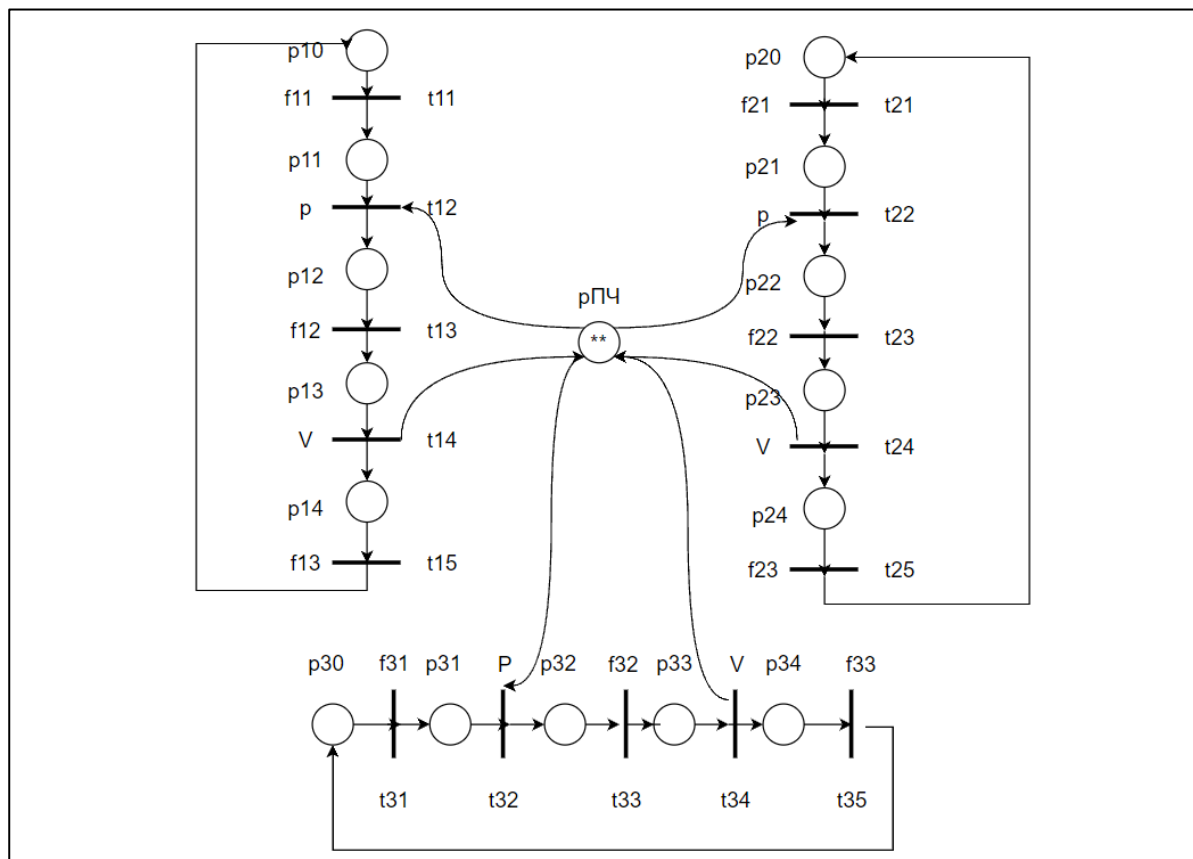 p10
f11 t11
p11
p t12
p12
f12 t13
p13
V t14
p14
f13 t15
p20
f21 t21
p21
p t22
p22
f22 t23
p23
V t24
p24
f23 t25
рПЧ
**
p30 f31 p31 P p32 f32 p33 V p34 f33
t31 t32 t33 t34 t35